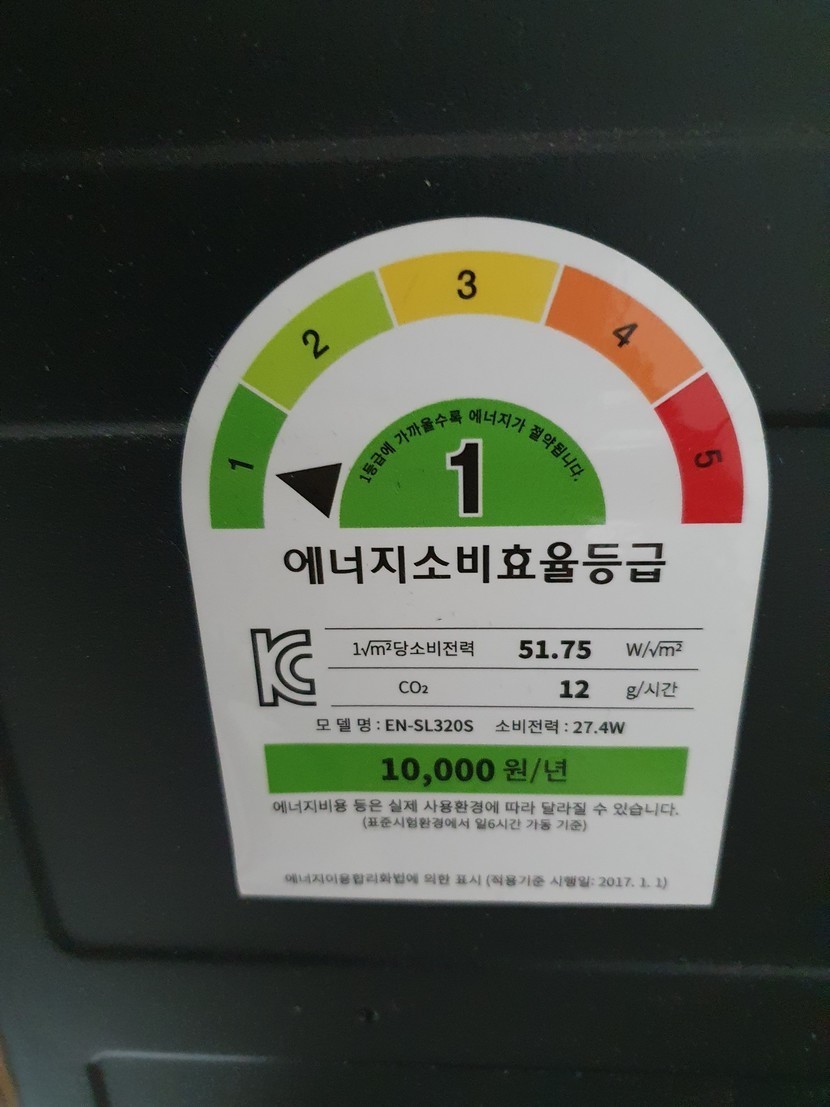 1 2 3 4 5
1등급에 가까울수록 에너지가 절약됩니다.
1
에너지소비효율등급
1√m²당소비전력 51.75 W/√m²
CO₂ 12 g/시간
모 델 명 : EN-SL320S 소비전력 : 27.4W
10,000 원/년
에너지비용 등은 실제 사용환경에 따라 달라질 수 있습니다.
(표준시험환경에서 일6시간 가동 기준)
에너지이용합리화법에 의한 표시 (적용기준 시행일: 2017. 1. 1)